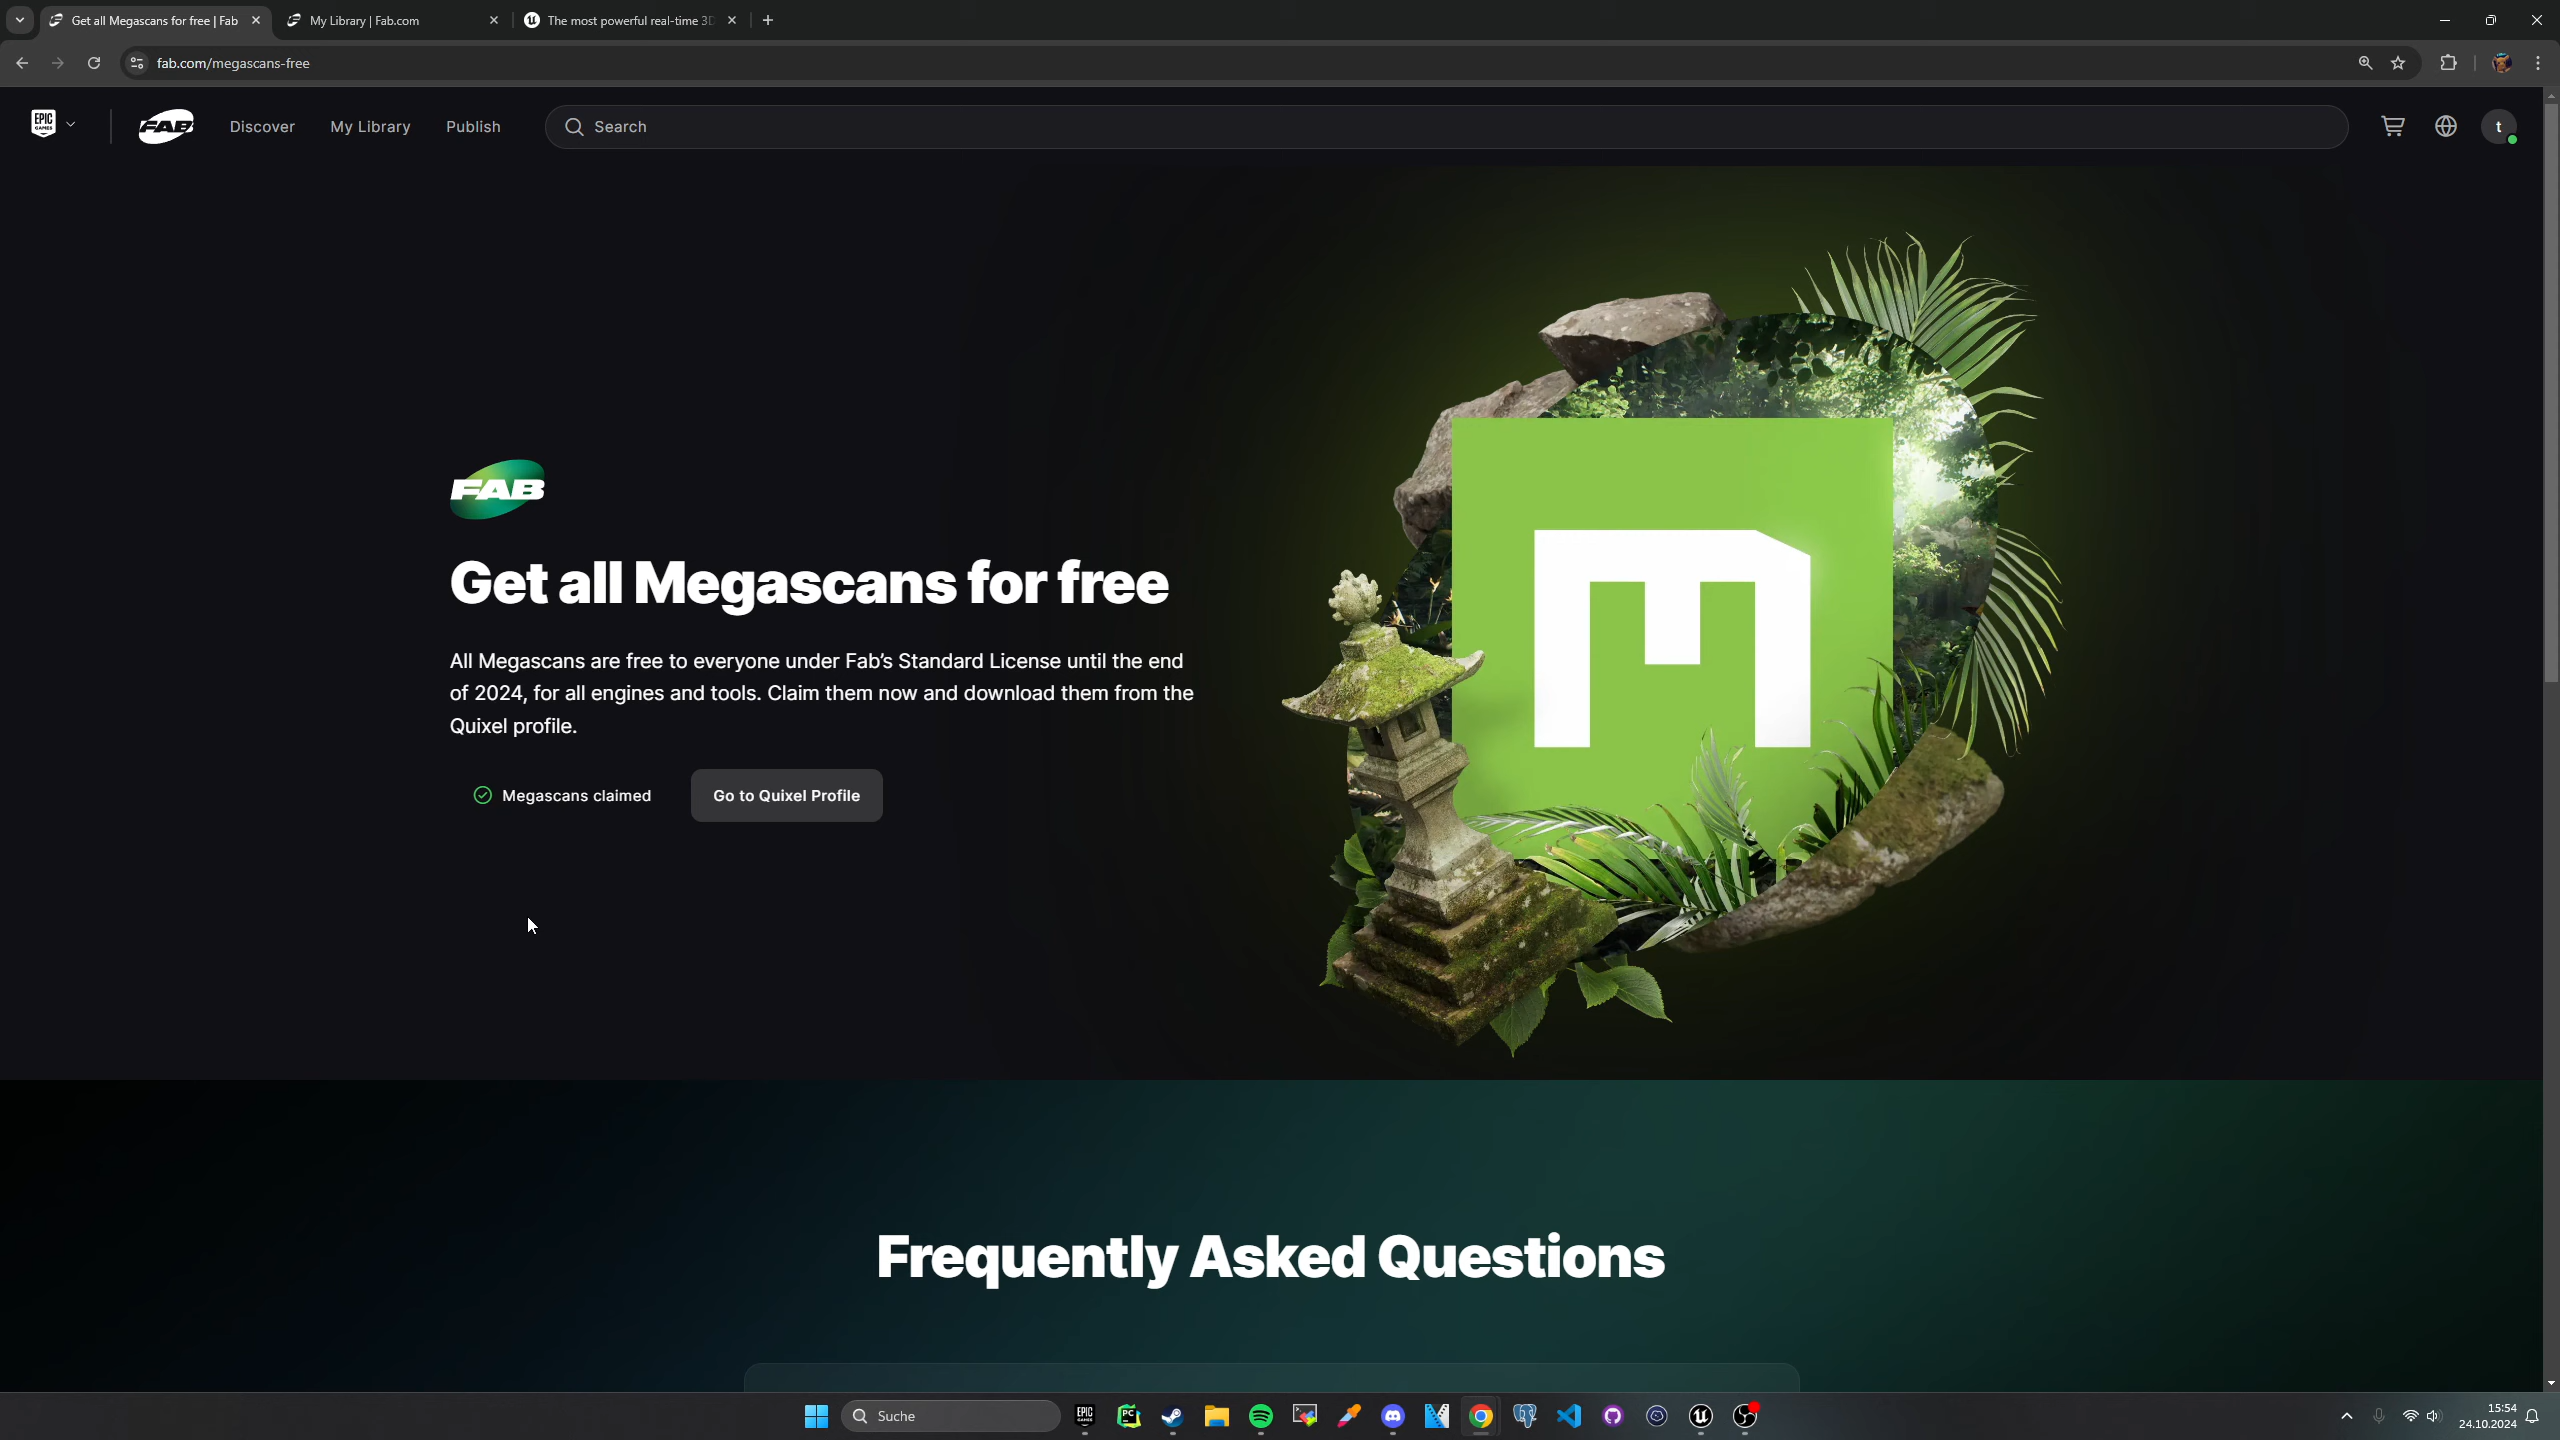 Get all Megascans for free | Fab
My Library | Fab.com
The most powerful real-time 3D
fab.com/megascans-free
EPIC GAMES
FAB
Discover
My Library
Publish
Search
t
FAB
Get all Megascans for free
All Megascans are free to everyone under Fab’s Standard License until the end
of 2024, for all engines and tools. Claim them now and download them from the
Quixel profile.
Megascans claimed
Go to Quixel Profile
m
Frequently Asked Questions
Suche
EPIC GAMES
PC
15:54
24.10.2024